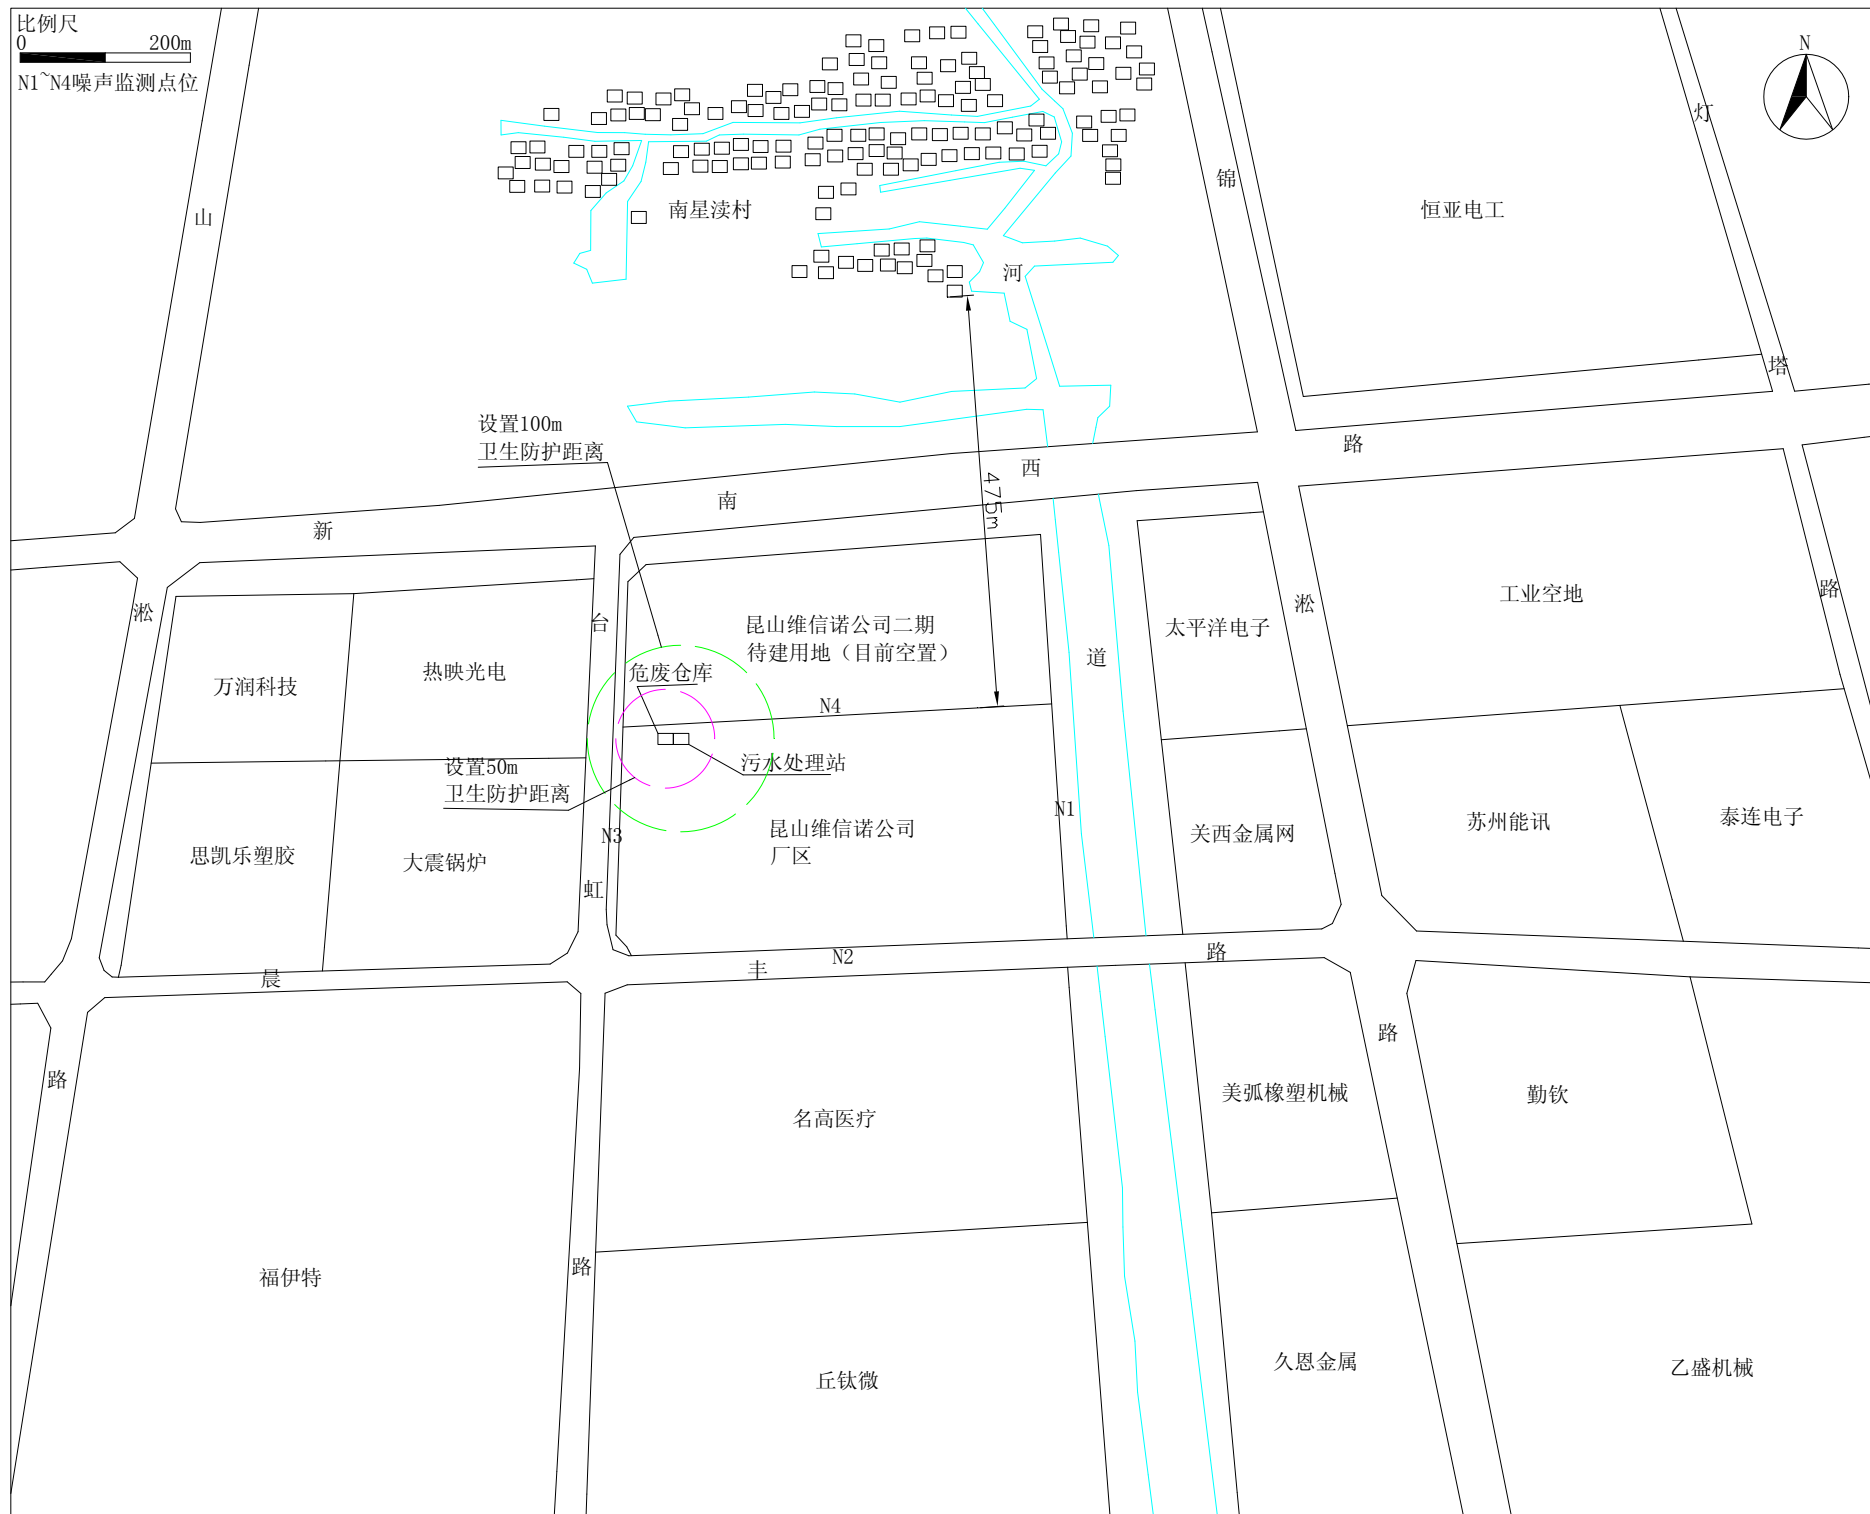 比例尺
0 200m
N1~N4噪声监测点位
N
灯
山
锦
南星渎村
恒亚电工
河
塔
设置100m
卫生防护距离
路
西
475m
南
新
淞
台
昆山维信诺公司二期
待建用地（目前空置）
太平洋电子
淞
工业空地
路
道
万润科技
热映光电
危废仓库
N4
设置50m
卫生防护距离
污水处理站
N1
N3
昆山维信诺公司
厂区
关西金属网
苏州能讯
泰连电子
思凯乐塑胶
大震锅炉
虹
N2
路
晨
丰
路
路
美弧橡塑机械
勤钦
名高医疗
福伊特
路
久恩金属
乙盛机械
丘钛微